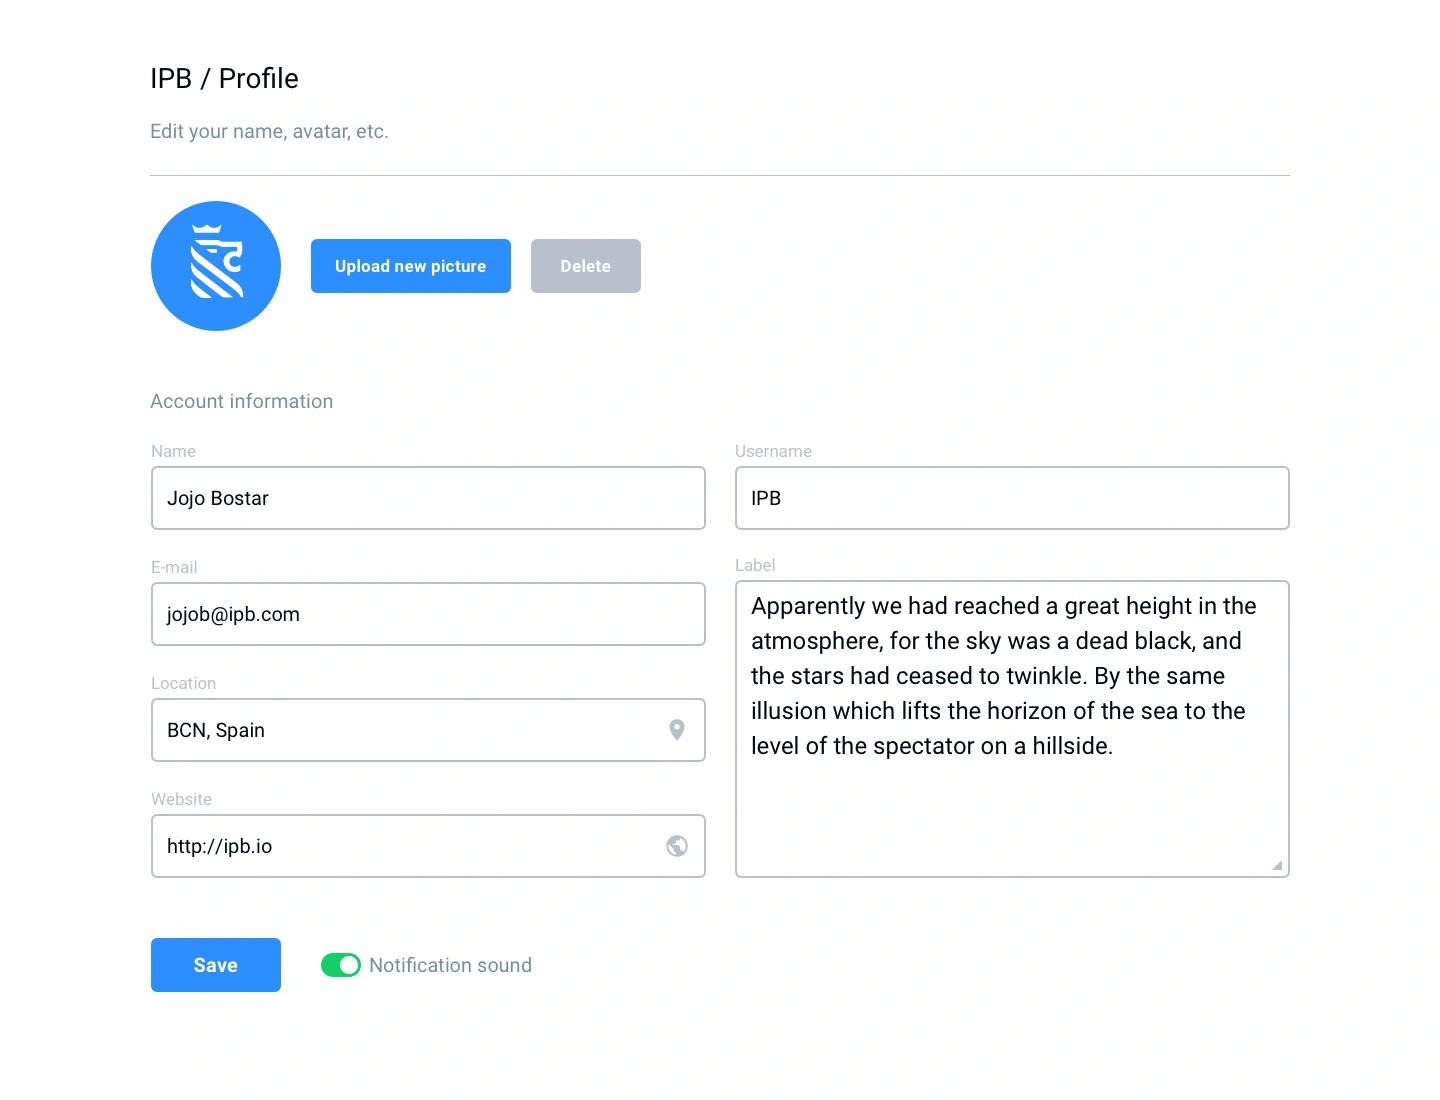 IPB / Profile
Edit your name, avatar, etc.
Upload new picture
Delete
Account information
Name
Jojo Bostar
Username
IPB
E-mail
jojob@ipb.com
Location
BCN, Spain
Website
http://ipb.io
Label
Apparently we had reached a great height in the
atmosphere, for the sky was a dead black, and
the stars had ceased to twinkle. By the same
illusion which lifts the horizon of the sea to the
level of the spectator on a hillside.
Save
Notification sound